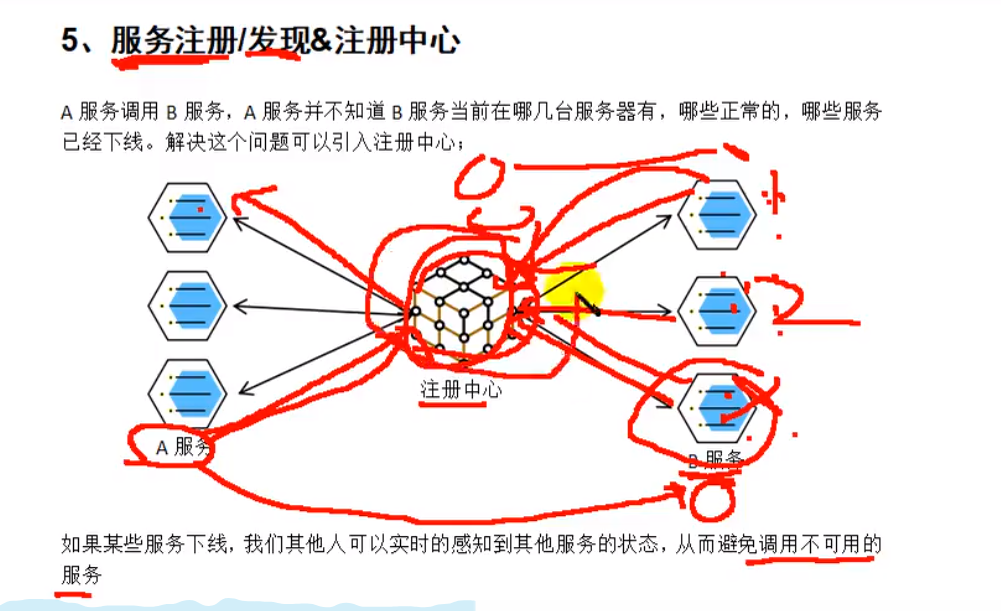 5、服务注册/发现&注册中心
A 服务调用 B 服务，A 服务并不知道 B 服务当前在哪几台服务器有，哪些正常的，哪些服务
已经下线。解决这个问题可以引入注册中心；
注册中心
A 服务
B 服务
如果某些服务下线，我们其他人可以实时的感知到其他服务的状态，从而避免调用不可用的
服务